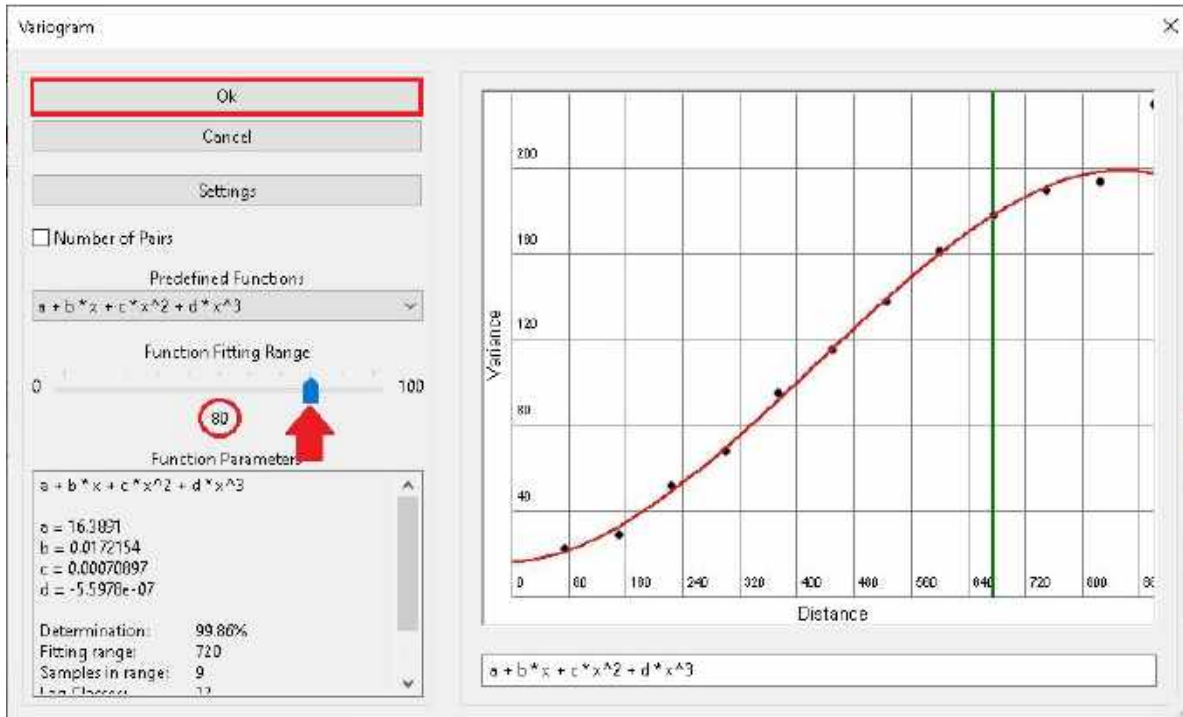 Variogram
Ok
Cancel
Settings
Number of Pairs
Predefined Functions
a + b * x + c * x^2 + d * x^3
Function Fitting Range
0
100
80
Function Parameters
a + b * x + c * x^2 + d * x^3
a = 16.3891
b = 0.0172154
c = 0.00070897
d = -5.5978e-07
Determination: 99.86%
Fitting range: 720
Samples in range: 9
200
160
120
80
40
Variance
0 80 160 240 320 400 480 560 640 720 800
Distance
a + b * x + c * x^2 + d * x^3